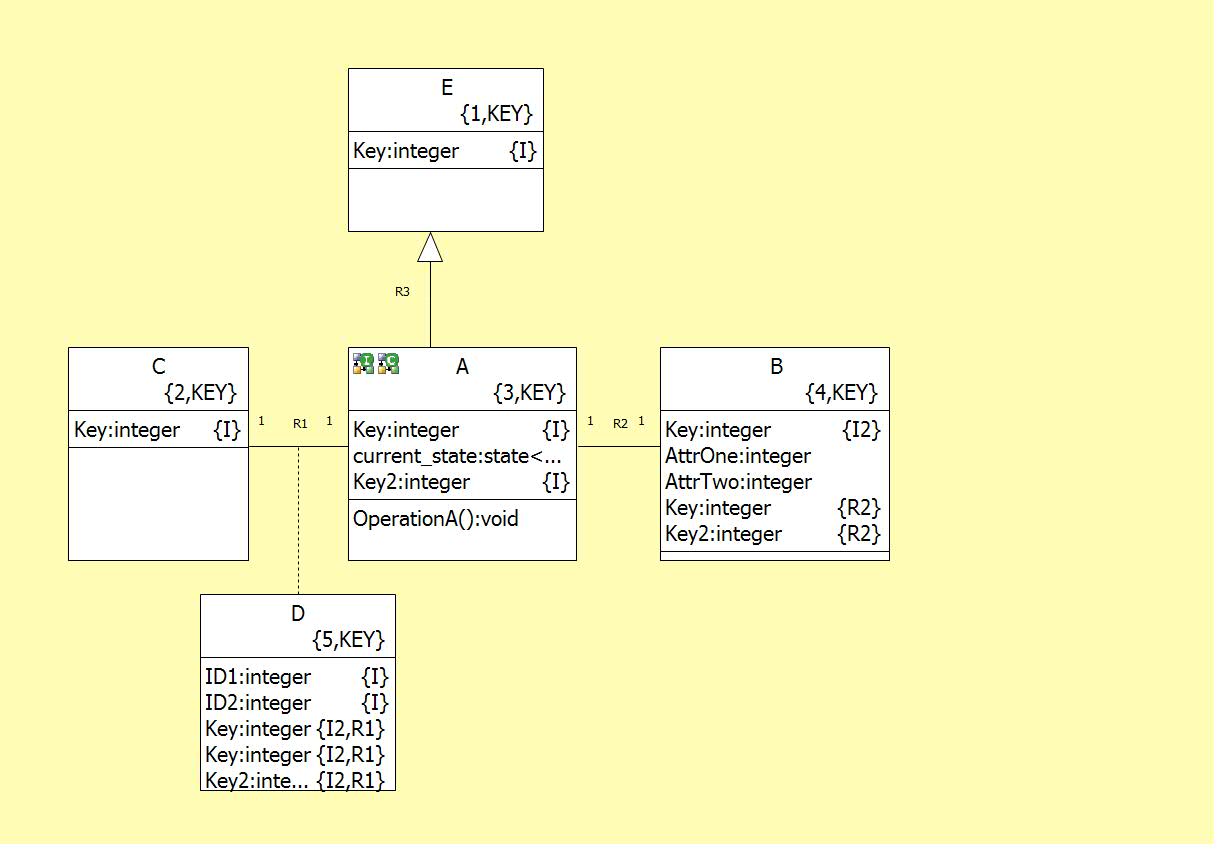 E
{1,KEY}
Key:integer {I}
R3
C
{2,KEY}
Key:integer {I}
1 R1 1
I C
A
{3,KEY}
Key:integer {I}
current_state:state<...
Key2:integer {I}
OperationA():void
1 R2 1
B
{4,KEY}
Key:integer {I2}
AttrOne:integer
AttrTwo:integer
Key:integer {R2}
Key2:integer {R2}
D
{5,KEY}
ID1:integer {I}
ID2:integer {I}
Key:integer {I2,R1}
Key:integer {I2,R1}
Key2:inte... {I2,R1}